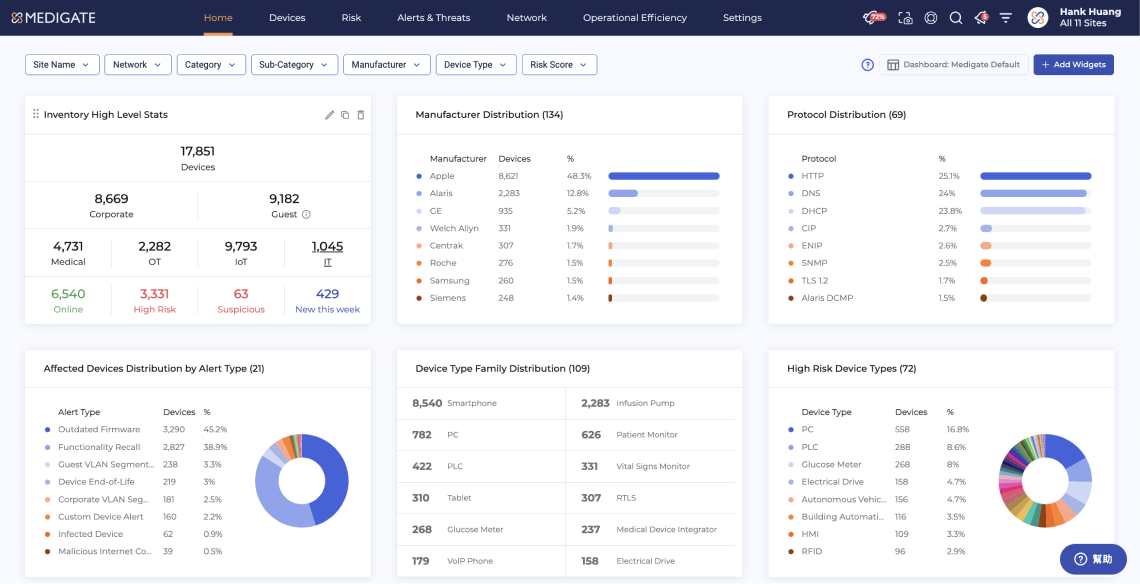 MEDIGATE Home Devices Risk Alerts & Threats Network Operational Efficiency Settings 72% 5 Hank Huang
All 11 Sites
Site Name Network Category Sub-Category Manufacturer Device Type Risk Score Dashboard: Medigate Default + Add Widgets
Inventory High Level Stats
17,851
Devices
8,669 9,182
Corporate Guest
4,731 2,282 9,793 1,045
Medical OT IoT IT
6,540 3,331 63 429
Online High Risk Suspicious New this week
Manufacturer Distribution (134)
Manufacturer Devices %
Apple 8,621 48.3%
Alaris 2,283 12.8%
GE 935 5.2%
Welch Allyn 331 1.9%
Centrak 307 1.7%
Roche 276 1.5%
Samsung 260 1.5%
Siemens 248 1.4%
Protocol Distribution (69)
Protocol %
HTTP 25.1%
DNS 24%
DHCP 23.8%
CIP 2.7%
ENIP 2.6%
SNMP 2.5%
TLS 1.2 1.7%
Alaris DCMP 1.5%
Affected Devices Distribution by Alert Type (21)
Alert Type Devices %
Outdated Firmware 3,290 45.2%
Functionality Recall 2,827 38.9%
Guest VLAN Segment... 238 3.3%
Device End-of-Life 219 3%
Corporate VLAN Seg... 181 2.5%
Custom Device Alert 160 2.2%
Infected Device 62 0.9%
Malicious Internet Co... 39 0.5%
Device Type Family Distribution (109)
8,540 Smartphone 2,283 Infusion Pump
782 PC 626 Patient Monitor
422 PLC 331 Vital Signs Monitor
310 Tablet 307 RTLS
268 Glucose Meter 237 Medical Device Integrator
179 VoIP Phone 158 Electrical Drive
High Risk Device Types (72)
Device Type Devices %
PC 558 16.8%
PLC 288 8.6%
Glucose Meter 268 8%
Electrical Drive 158 4.7%
Autonomous Vehic... 156 4.7%
Building Automati... 116 3.5%
HMI 109 3.3%
RFID 96 2.9%
幫助